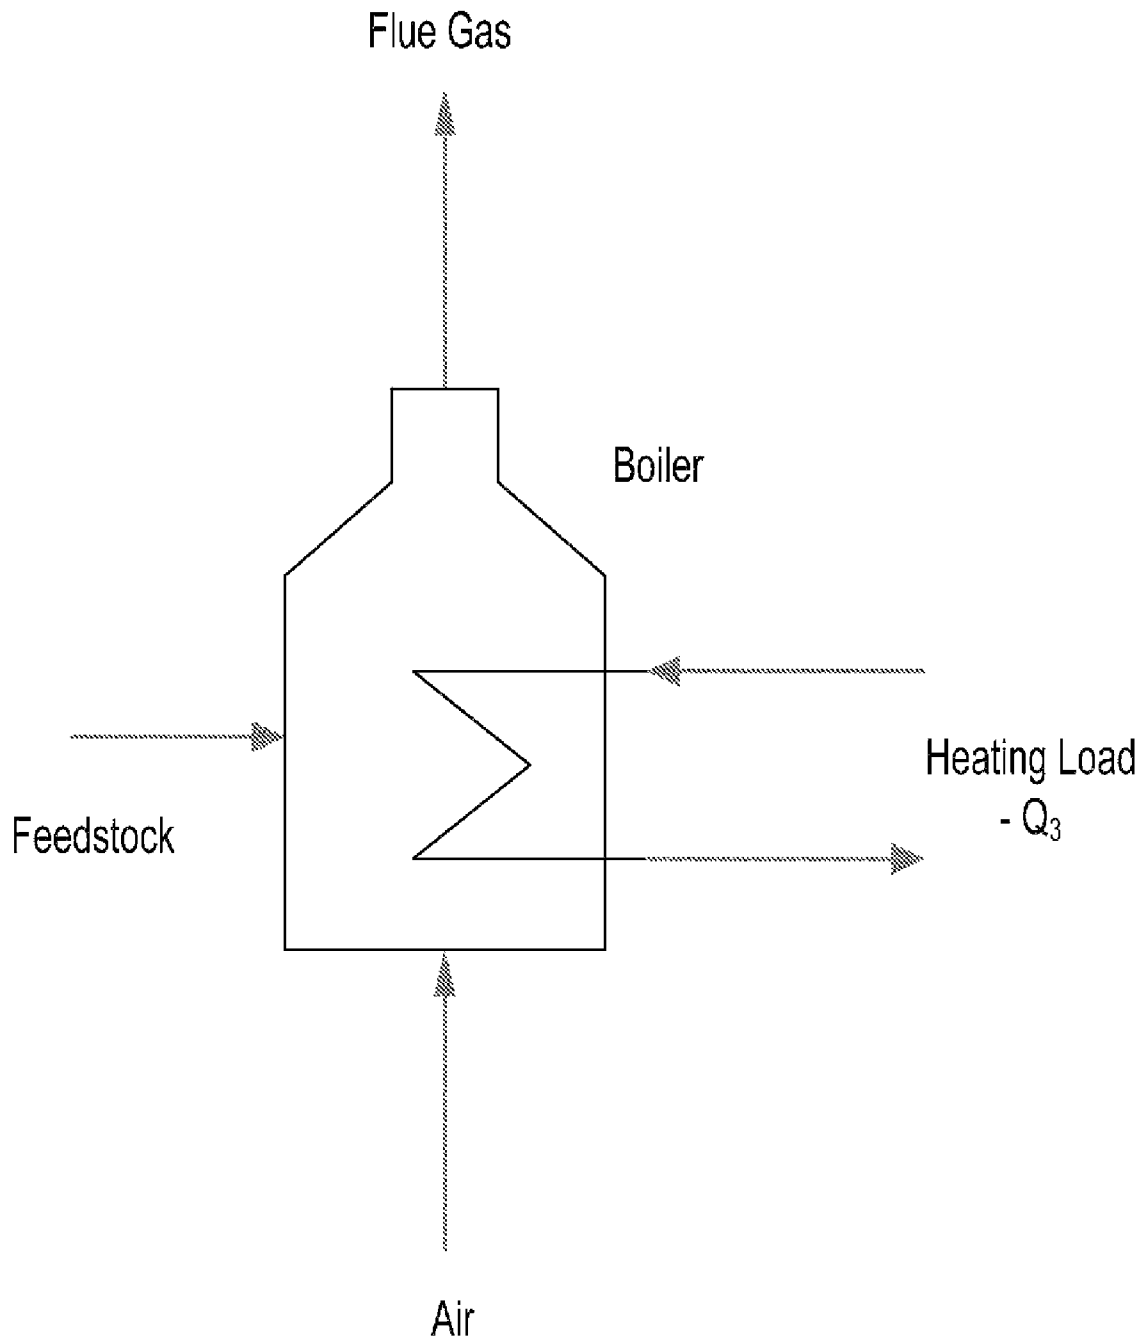 Flue Gas
Boiler
Heating Load
- Q₃
Feedstock
Air